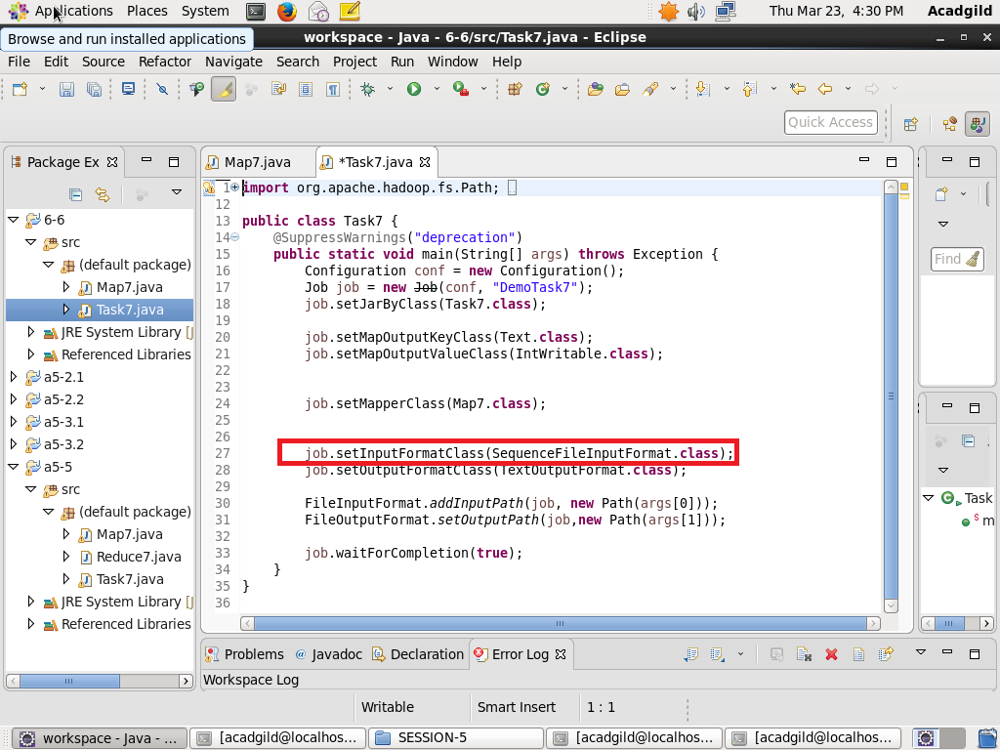 Applications Places System Thu Mar 23, 4:30 PM Acadgild
Browse and run installed applications
workspace - Java - 6-6/src/Task7.java - Eclipse
File Edit Source Refactor Navigate Search Project Run Window Help
Quick Access
Package Ex
6-6
src
(default package)
Map7.java
Task7.java
JRE System Library [J
Referenced Libraries
a5-2.1
a5-2.2
a5-3.1
a5-3.2
a5-5
src
(default package)
Map7.java
Reduce7.java
Task7.java
JRE System Library [J
Referenced Libraries
Map7.java *Task7.java
1 import org.apache.hadoop.fs.Path;
12
13 public class Task7 {
14 @SuppressWarnings("deprecation")
15 public static void main(String[] args) throws Exception {
16 Configuration conf = new Configuration();
17 Job job = new Job(conf, "DemoTask7");
18 job.setJarByClass(Task7.class);
19
20 job.setMapOutputKeyClass(Text.class);
21 job.setMapOutputValueClass(IntWritable.class);
22
23
24 job.setMapperClass(Map7.class);
25
26
27 job.setInputFormatClass(SequenceFileInputFormat.class);
28 job.setOutputFormatClass(TextOutputFormat.class);
29
30 FileInputFormat.addInputPath(job, new Path(args[0]));
31 FileOutputFormat.setOutputPath(job,new Path(args[1]));
32
33 job.waitForCompletion(true);
34 }
35 }
36
Find
Task
m
Problems @ Javadoc Declaration Error Log
Workspace Log
Writable Smart Insert 1 : 1
workspace - Java - ... [acadgild@localhos... SESSION-5 [acadgild@localhos... [acadgild@localhos...